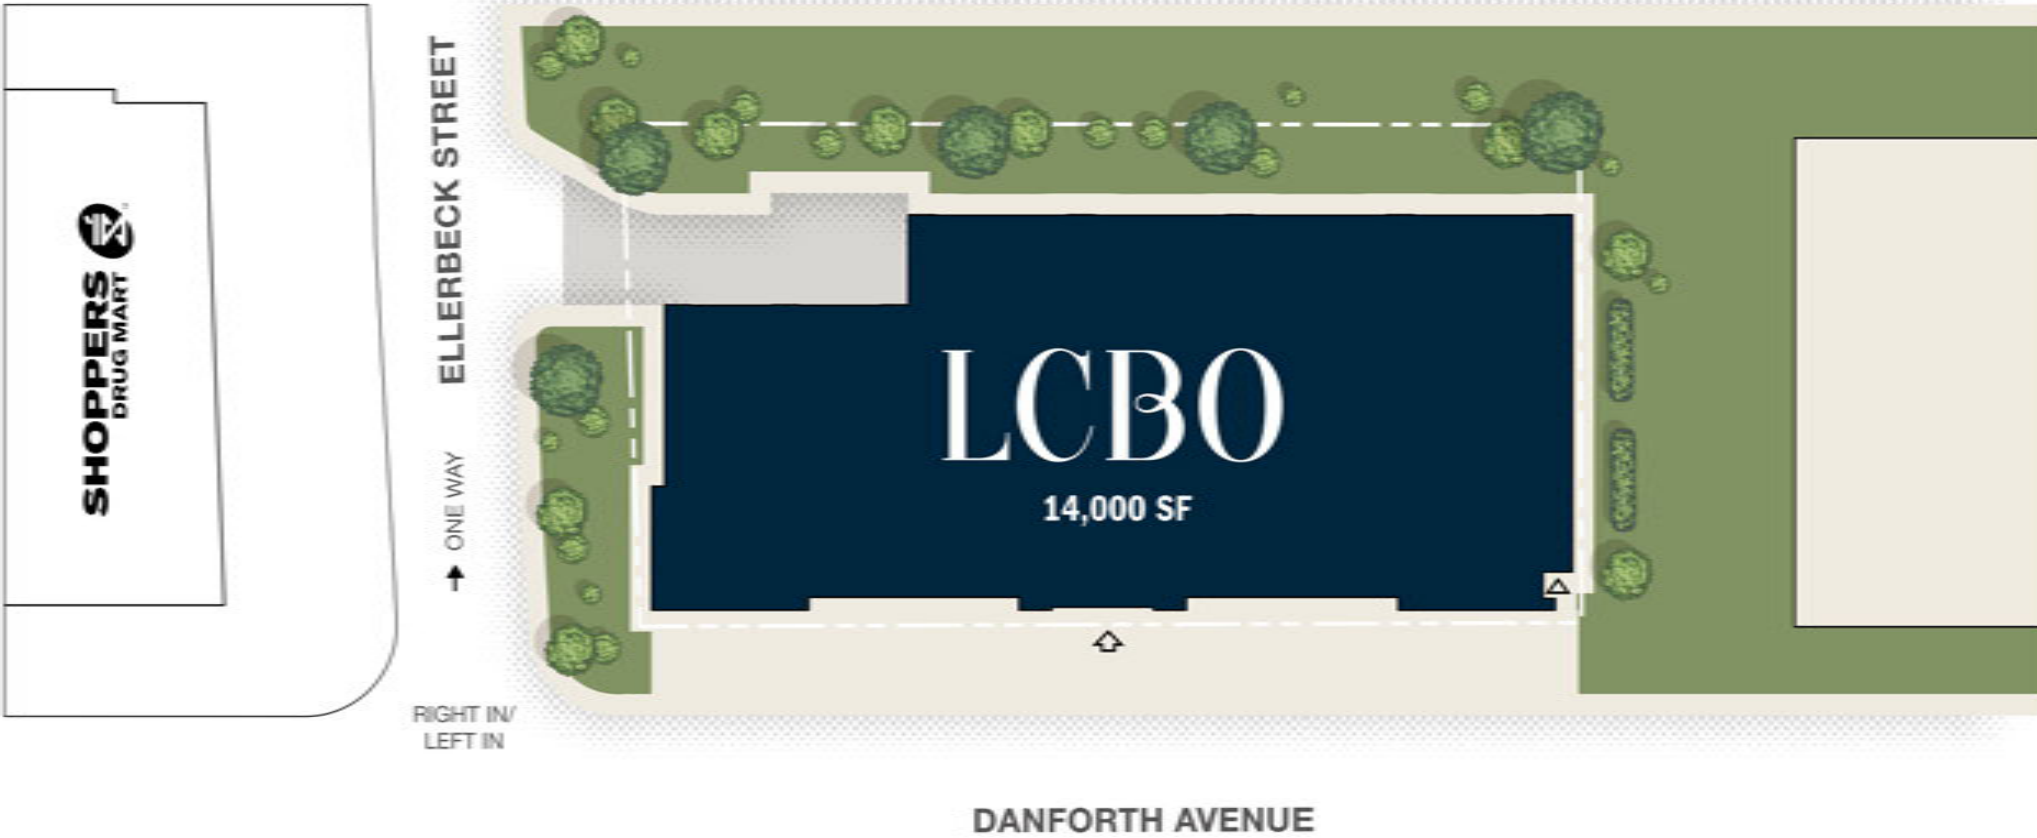 SHOPPERS
DRUG MART
ELLERBECK STREET
ONE WAY
RIGHT IN/
LEFT IN
LCBO
14,000 SF
DANFORTH AVENUE